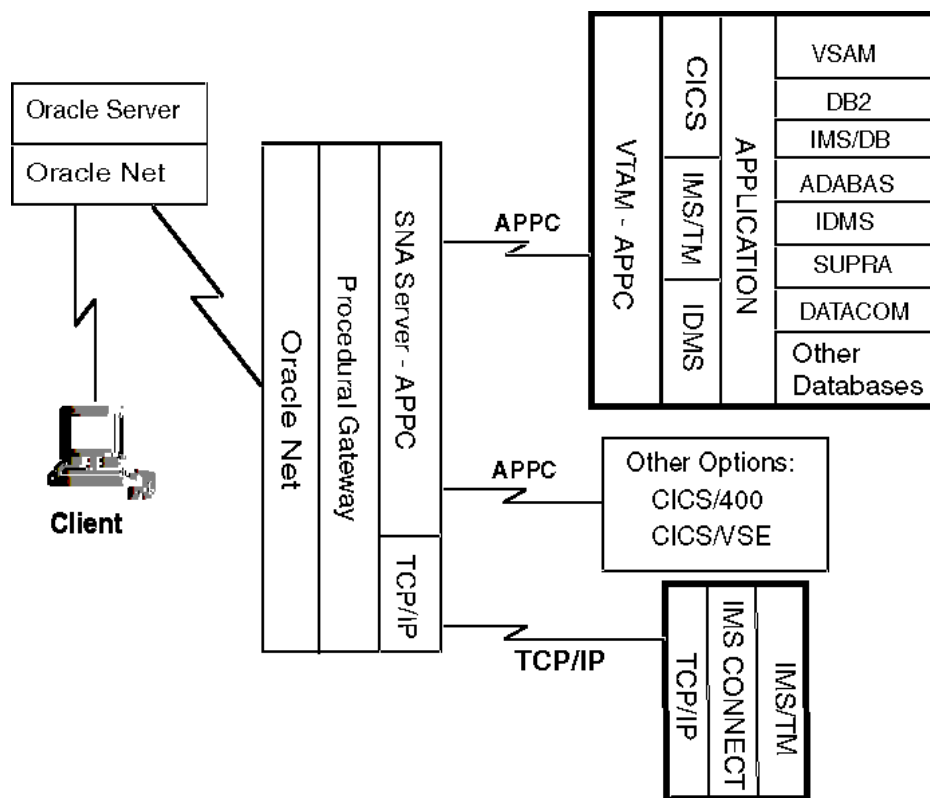 Oracle Server
Oracle Net
Client
Oracle Net
Procedural Gateway
SNA Server - APPC
TCP/IP
APPC
VTAM - APPC
CICS
IMS/TM
IDMS
APPLICATION
VSAM
DB2
IMS/DB
ADABAS
IDMS
SUPRA
DATACOM
Other
Databases
APPC
Other Options:
CICS/400
CICS/VSE
TCP/IP
TCP/IP
IMS CONNECT
IMS/TM